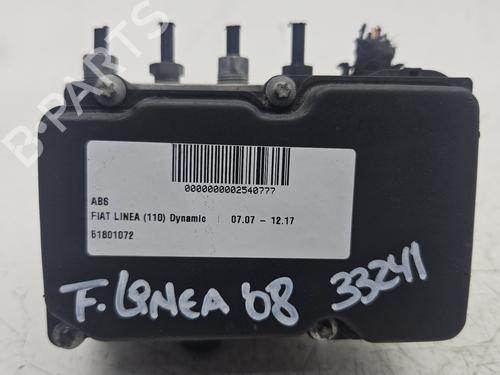 B-PARTS
0000000002540777
ABS
FIAT LINEA (110) Dynamic | 07.07 - 12.17
51801072
F. LINEA '08 33241